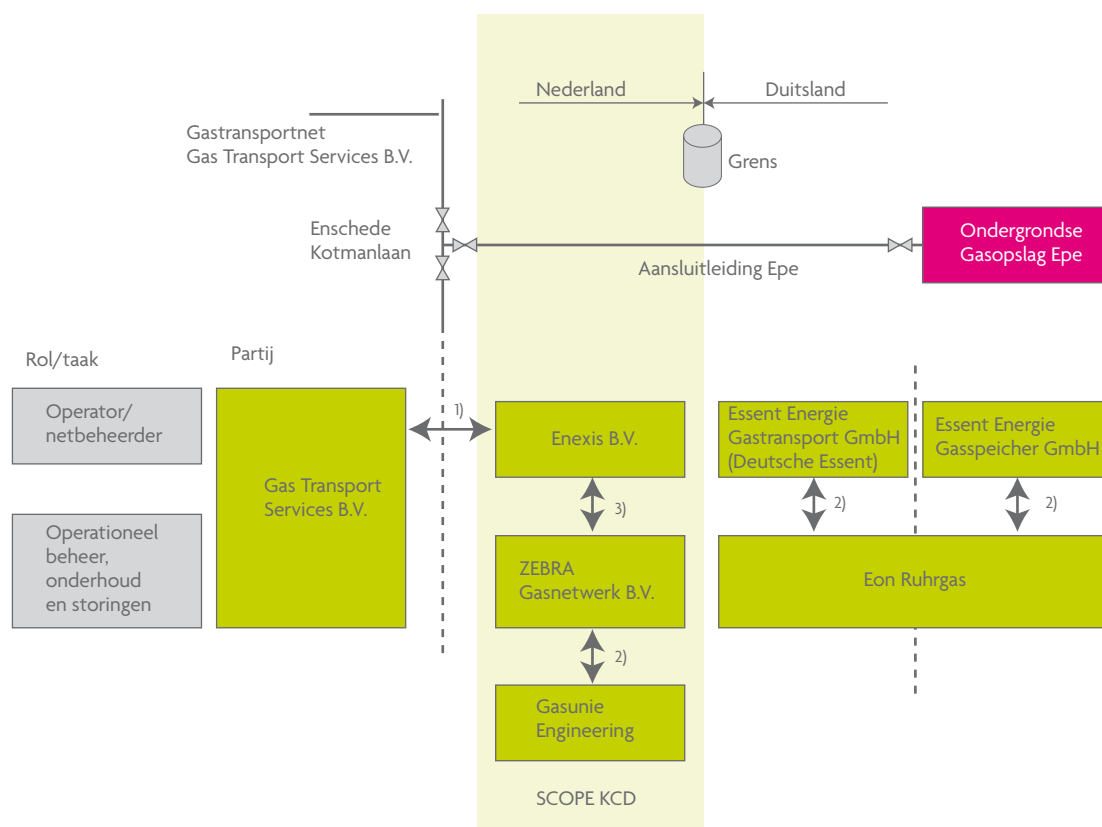 Nederland
Duitsland
Gastransportnet
Gas Transport Services B.V.
Grens
Enschede
Kotmanlaan
Aansluitleiding Epe
Ondergrondse
Gasopslag Epe
Rol/taak
Partij
Operator/
netbeheerder
Operationeel
beheer,
onderhoud
en storingen
Gas Transport
Services B.V.
1)
Enexis B.V.
3)
ZEBRA
Gasnetwerk B.V.
2)
Gasunie
Engineering
Essent Energie
Gastransport GmbH
(Deutsche Essent)
2)
Essent Energie
Gasspeicher GmbH
2)
Eon Ruhrgas
SCOPE KCD